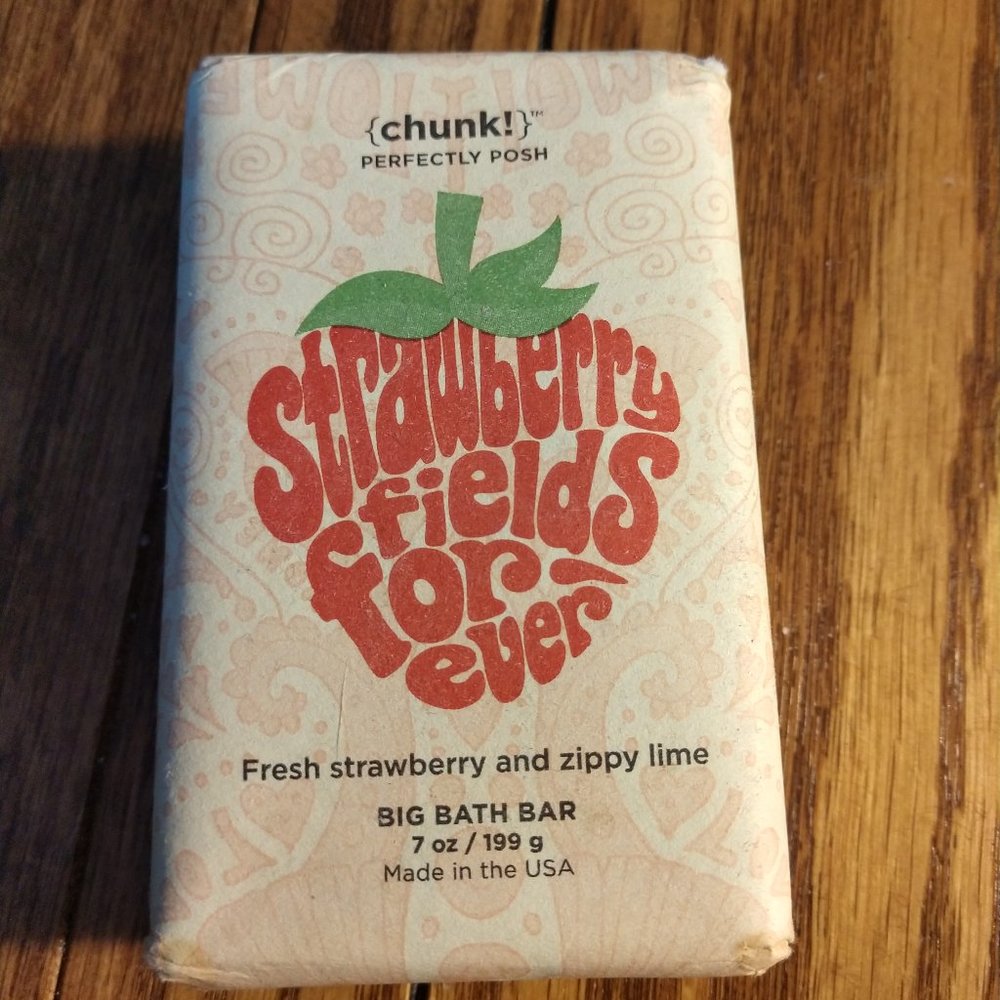 {chunk!}™
PERFECTLY POSH
Strawberry
fields
for
ever
Fresh strawberry and zippy lime
BIG BATH BAR
7 oz / 199 g
Made in the USA